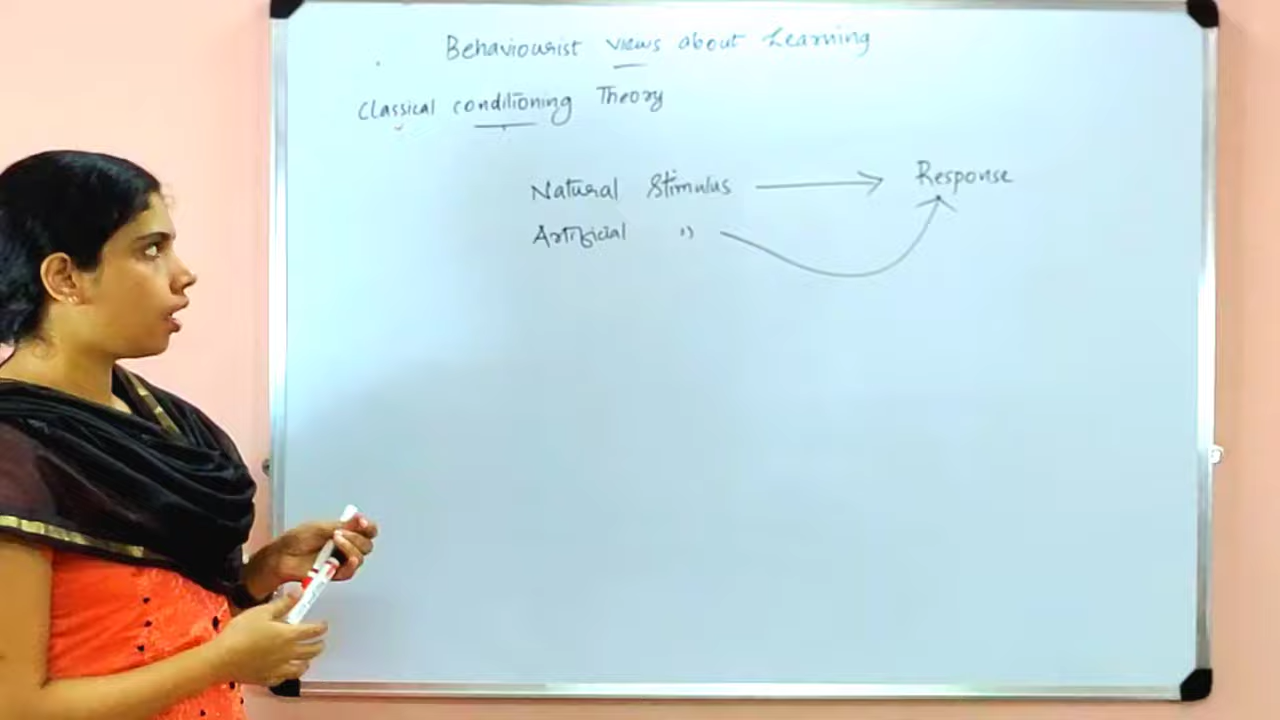 Behaviourist views about Learning
Classical conditioning Theory
Natural Stimulus → Response
Artificial ,,